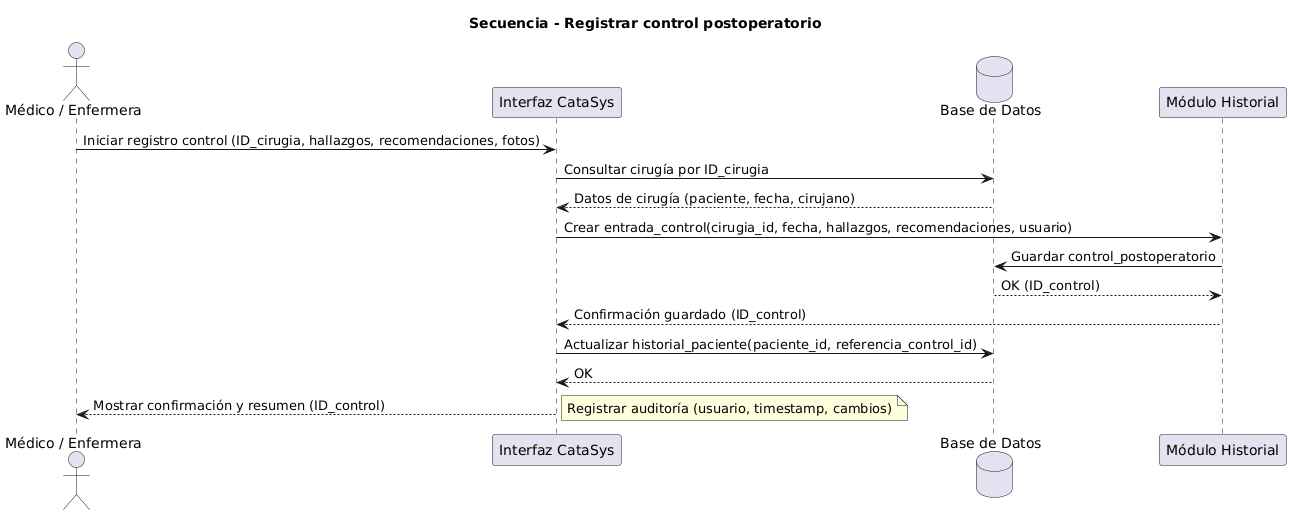 Secuencia - Registrar control postoperatorio
Médico / Enfermera
Interfaz CataSys
Base de Datos
Módulo Historial
Iniciar registro control (ID_cirugia, hallazgos, recomendaciones, fotos)
Consultar cirugía por ID_cirugia
Datos de cirugía (paciente, fecha, cirujano)
Crear entrada_control(cirugia_id, fecha, hallazgos, recomendaciones, usuario)
Guardar control_postoperatorio
OK (ID_control)
Confirmación guardado (ID_control)
Actualizar historial_paciente(paciente_id, referencia_control_id)
OK
Mostrar confirmación y resumen (ID_control)
Registrar auditoría (usuario, timestamp, cambios)
Médico / Enfermera
Interfaz CataSys
Base de Datos
Módulo Historial